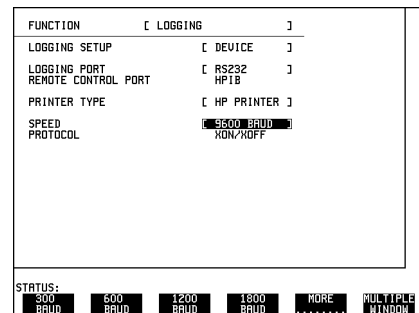 FUNCTION [ LOGGING ]
LOGGING SETUP [ DEVICE ]
LOGGING PORT [ RS232 ]
REMOTE CONTROL PORT HPIB
PRINTER TYPE [ HP PRINTER ]
SPEED [ 9600 BAUD ]
PROTOCOL XON/XOFF
STATUS:
300 600 1200 1800 MORE MULTIPLE
BAUD BAUD BAUD BAUD ........ WINDOW